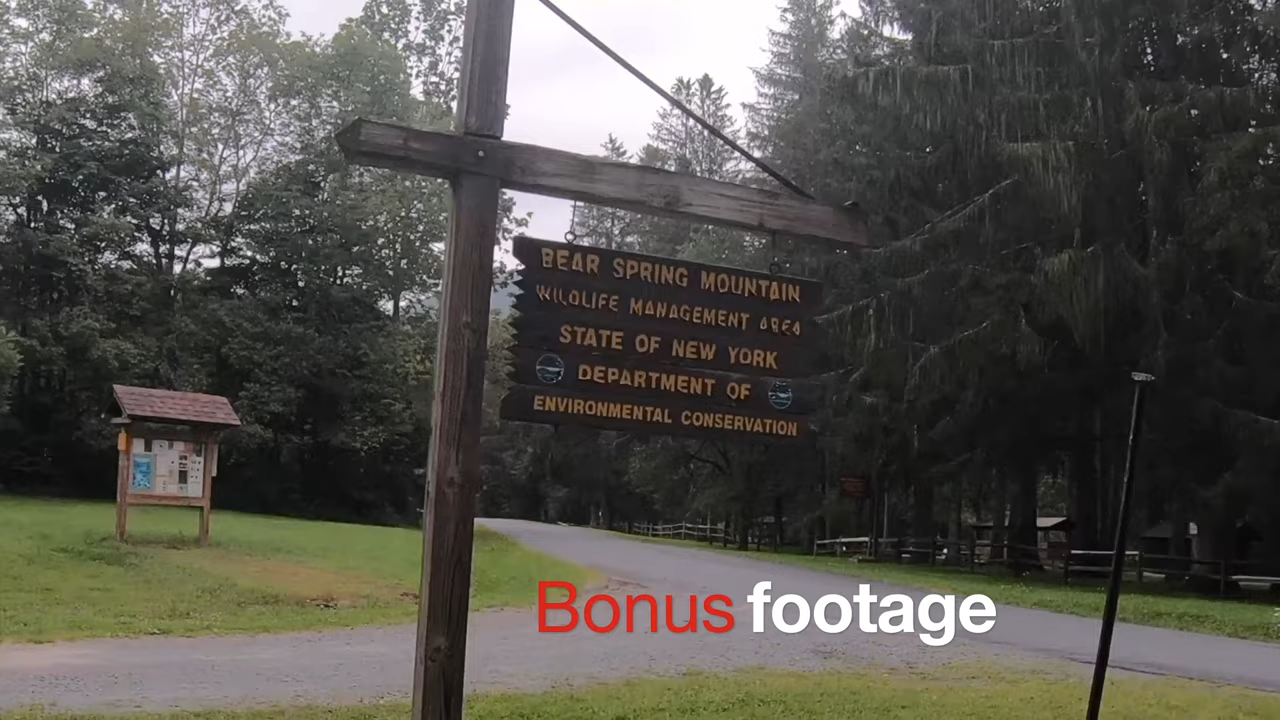 BEAR SPRING MOUNTAIN
WILDLIFE MANAGEMENT AREA
STATE OF NEW YORK
DEPARTMENT OF
ENVIRONMENTAL CONSERVATION
Bonus footage